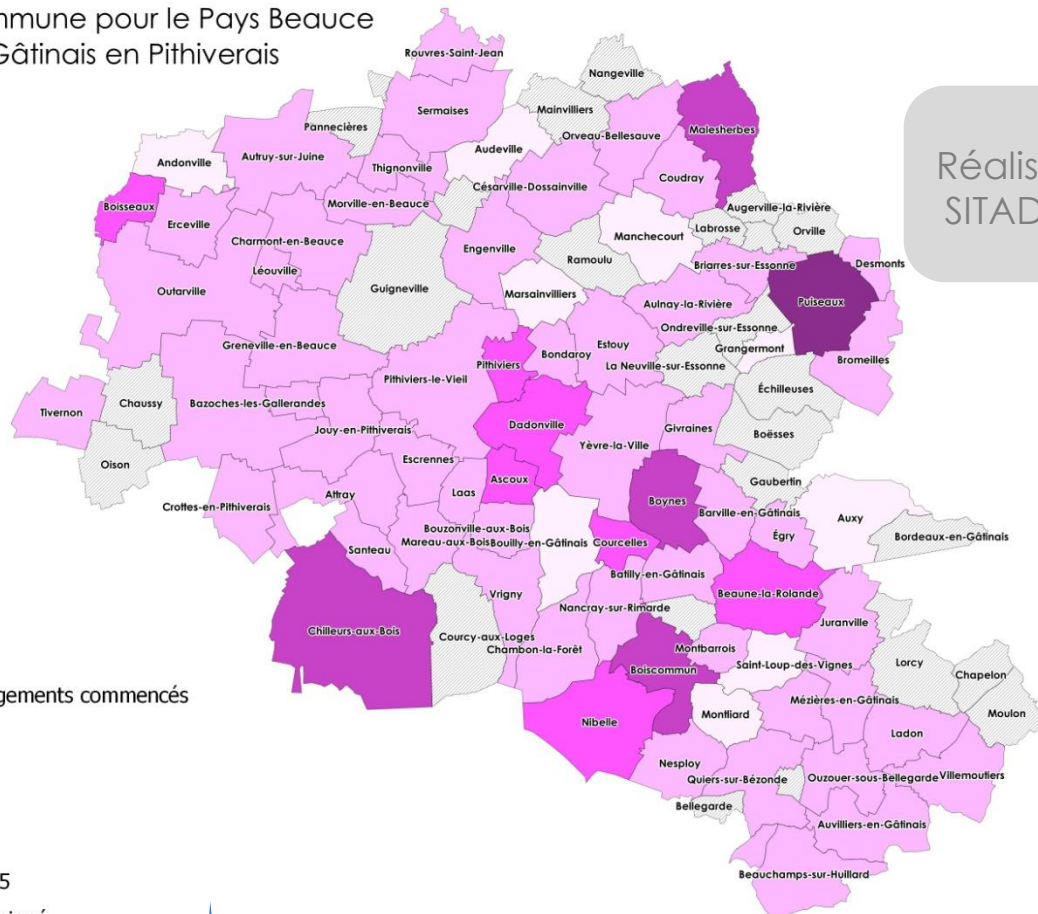 mmune pour le Pays Beauce
Gâtinais en Pithiverais
Rouvres-Saint-Jean
Nangeville
Sermaises
Mainvilliers
Pannecières
Orveau-Bellesauve
Malesherbes
Andonville
Autruy-sur-Juine
Audeville
Thignonville
Coudray
Réalis
SITAD
Césarville-Dossainville
Boisseaux
Morville-en-Beauce
Augerville-la-Rivière
Erceville
Labrosse
Orville
Charmont-en-Beauce
Engenville
Manchecourt
Ramoulu
Briarres-sur-Essonne
Desmonts
Léouville
Outarville
Guigneville
Marsainvilliers
Aulnay-la-Rivière
Puiseaux
Ondreville-sur-Essonne
Greneville-en-Beauce
Estouy
Grangermont
Bondaroy
Bromeilles
Pithiviers
La Neuville-sur-Essonne
Pithiviers-le-Vieil
Échilleuses
Chaussy
Bazoches-les-Gallerandes
Tivernon
Dadonville
Givraines
Jouy-en-Pithiverais
Boësses
Yèvre-la-Ville
Escrennes
Oison
Ascoux
Gaubertin
Laas
Attray
Boynes
Crottes-en-Pithiverais
Barville-en-Gâtinais
Auxy
Bouzonville-aux-Bois
Égry
Bordeaux-en-Gâtinais
Mareau-aux-Bois
Bouilly-en-Gâtinais
Courcelles
Santeau
Batilly-en-Gâtinais
Vrigny
Beaune-la-Rolande
Nancray-sur-Rimarde
Juranville
Chilleurs-aux-Bois
Courcy-aux-Loges
Chambon-la-Forêt
Montbarrois
Lorcy
Saint-Loup-des-Vignes
Boiscommun
Chapelon
gements commencés
Mézières-en-Gâtinais
Montliard
Moulon
Nibelle
Ladon
Nesploy
Quiers-sur-Bézonde
Ouzouer-sous-Bellegarde
Villemoutiers
Bellegarde
Auvilliers-en-Gâtinais
Beauchamps-sur-Huillard
5